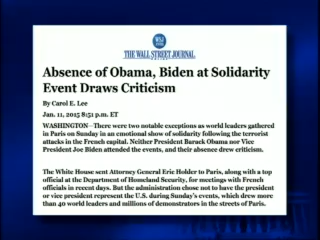 WSJ
THE WALL STREET JOURNAL
Absence of Obama, Biden at Solidarity
Event Draws Criticism
By Carol E. Lee
Jan. 11, 2015 8:51 p.m. ET
WASHINGTON—There were two notable exceptions as world leaders gathered
in Paris on Sunday in an emotional show of solidarity following the terrorist
attacks in the French capital. Neither President Barack Obama nor Vice
President Joe Biden attended the events, and their absence drew criticism.
The White House sent Attorney General Eric Holder to Paris, along with a top
official at the Department of Homeland Security, for meetings with French
officials in recent days. But the administration chose not to have the president
or vice president represent the U.S. during Sunday's events, which drew more
than 40 world leaders and millions of demonstrators in the streets of Paris.